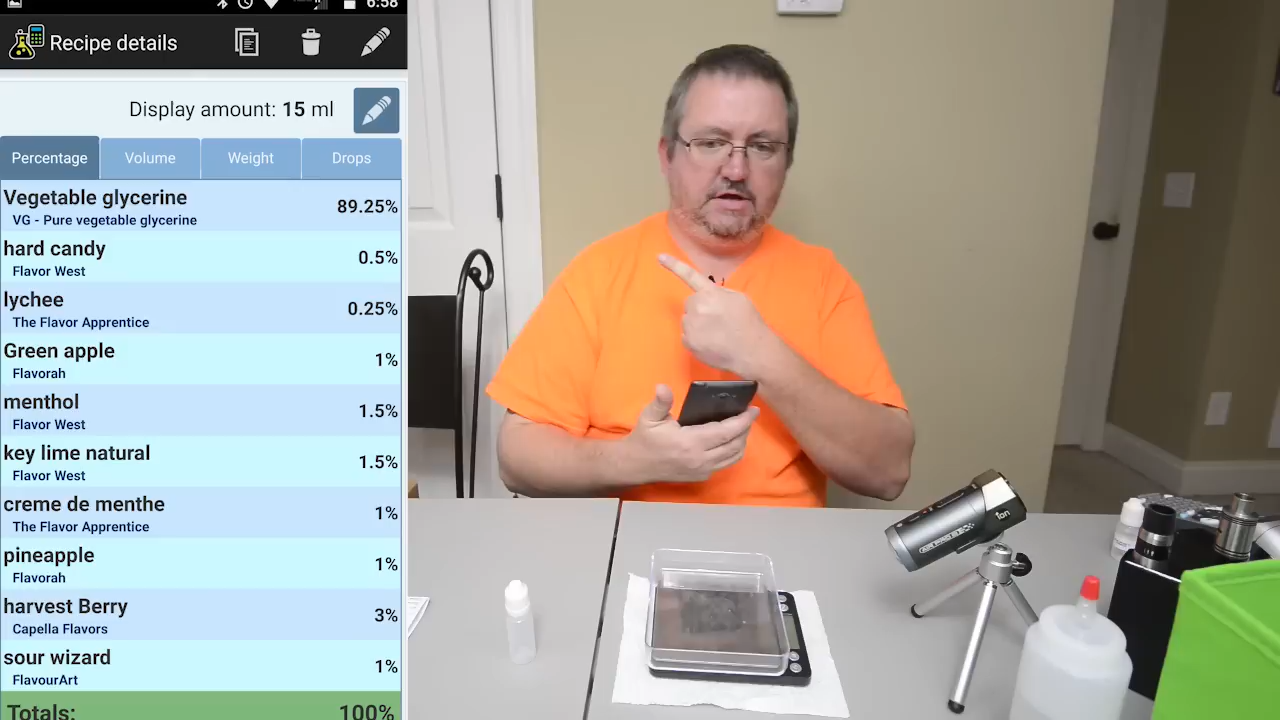 6:58
Recipe details
Display amount: 15 ml
Percentage Volume Weight Drops
Vegetable glycerine 89.25%
VG - Pure vegetable glycerine
hard candy 0.5%
Flavor West
lychee 0.25%
The Flavor Apprentice
Green apple 1%
Flavorah
menthol 1.5%
Flavor West
key lime natural 1.5%
Flavor West
creme de menthe 1%
The Flavor Apprentice
pineapple 1%
Flavorah
harvest Berry 3%
Capella Flavors
sour wizard 1%
FlavourArt
Totals: 100%
ion